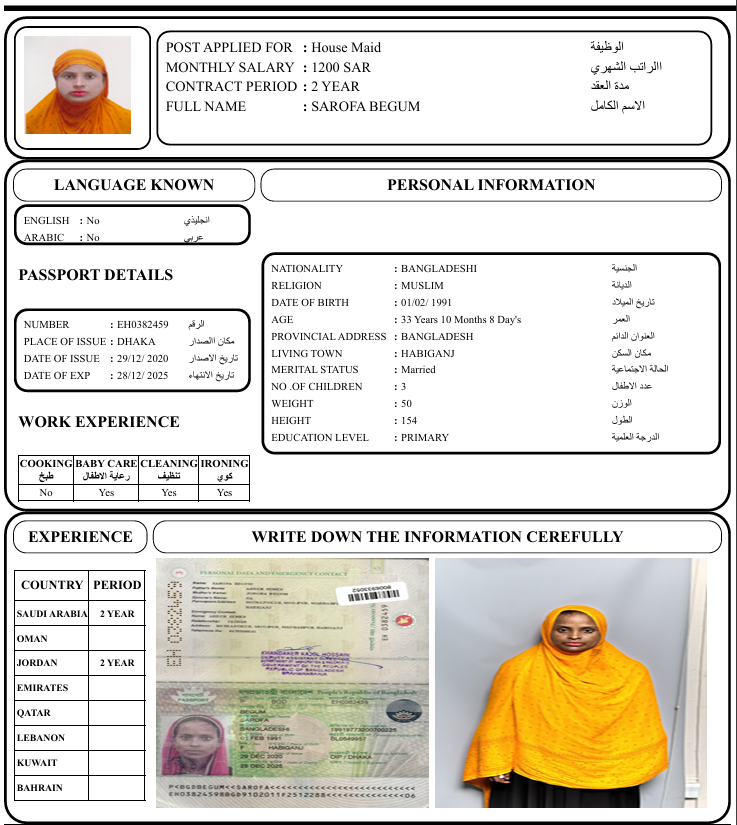 POST APPLIED FOR : House Maid الوظيفة
MONTHLY SALARY : 1200 SAR االراتب الشهري
CONTRACT PERIOD : 2 YEAR مدة العقد
FULL NAME : SAROFA BEGUM الاسم الكامل
LANGUAGE KNOWN
ENGLISH : No انجليذي
ARABIC : No عربي
PASSPORT DETAILS
NUMBER : EH0382459 الرقم
PLACE OF ISSUE : DHAKA مكان االصدار
DATE OF ISSUE : 29/12/ 2020 تاريخ الاصدار
DATE OF EXP : 28/12/ 2025 تاريخ الانتهاء
WORK EXPERIENCE
COOKING BABY CARE CLEANING IRONING
طبخ رعاية الاطفال تنظيف كوي
No Yes Yes Yes
PERSONAL INFORMATION
NATIONALITY : BANGLADESHI الجنسية
RELIGION : MUSLIM الديانة
DATE OF BIRTH : 01/02/ 1991 تاريخ الميلاد
AGE : 33 Years 10 Months 8 Day's العمر
PROVINCIAL ADDRESS : BANGLADESH العنوان الدائم
LIVING TOWN : HABIGANJ مكان السكن
MERITAL STATUS : Married الحالة الاجتماعية
NO .OF CHILDREN : 3 عدد الاطفال
WEIGHT : 50 الوزن
HEIGHT : 154 الطول
EDUCATION LEVEL : PRIMARY الدرجة العلمية
EXPERIENCE
COUNTRY PERIOD
SAUDI ARABIA 2 YEAR
OMAN
JORDAN 2 YEAR
EMIRATES
QATAR
LEBANON
KUWAIT
BAHRAIN
WRITE DOWN THE INFORMATION CEREFULLY
PERSONAL DATA AND EMERGENCY CONTACT
EH 0382459
KHANDAKER KAJOL HOSSAIN
People's Republic of Bangladesh
PASSPORT
BGD EH0382459
BEGUM
SAROFA
BANGLADESHI
01 FEB 1991
F HABIGANJ
29 DEC 2020 DIP / DHAKA
28 DEC 2025